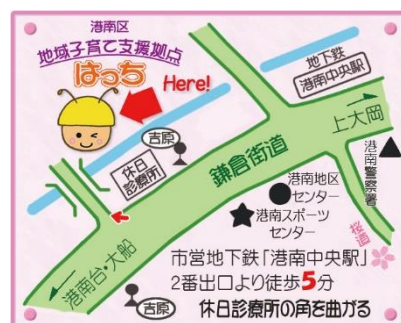 港南区
地域子育て支援拠点
はっち
Here!
地下鉄
港南中央駅
上大岡
吉原
休日
診療所
鎌倉街道
港南警察署
港南地区
センター
港南スポーツ
センター
桜道
港南台・大船
吉原
市営地下鉄「港南中央駅」
2番出口より徒歩5分
休日診療所の角を曲がる